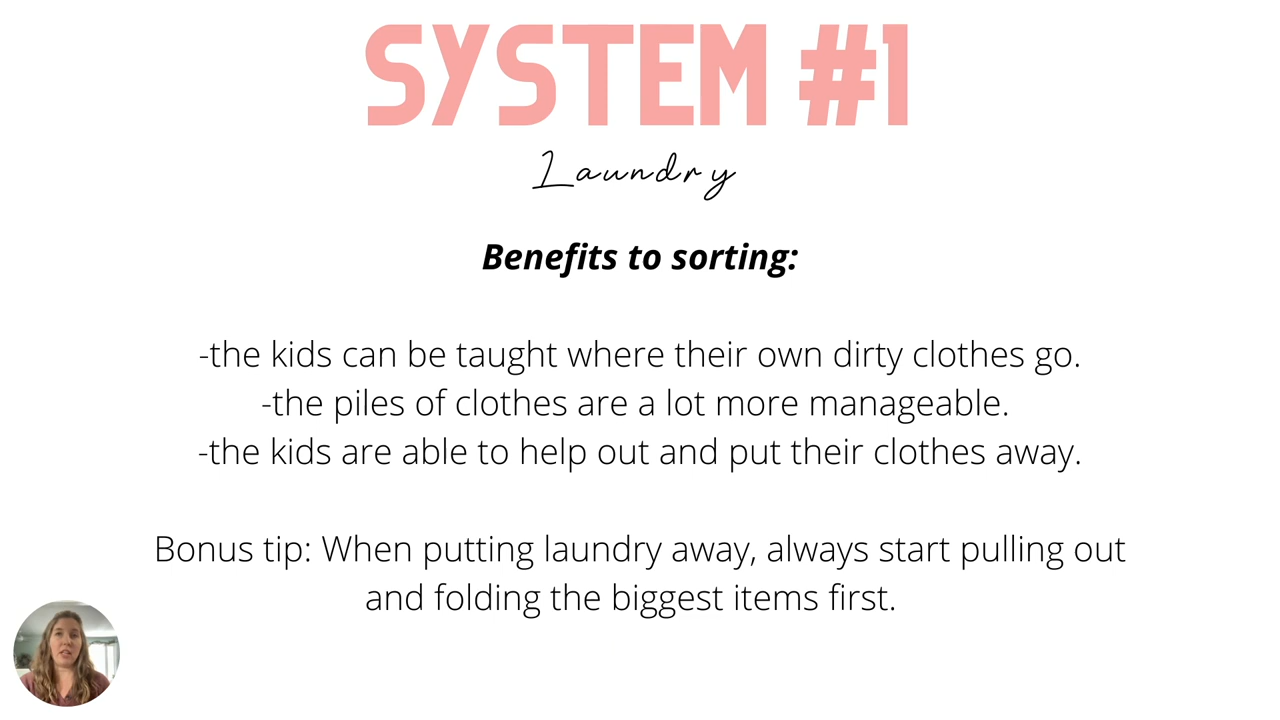 SYSTEM #1
Laundry
Benefits to sorting:
-the kids can be taught where their own dirty clothes go.
-the piles of clothes are a lot more manageable.
-the kids are able to help out and put their clothes away.
Bonus tip: When putting laundry away, always start pulling out
and folding the biggest items first.